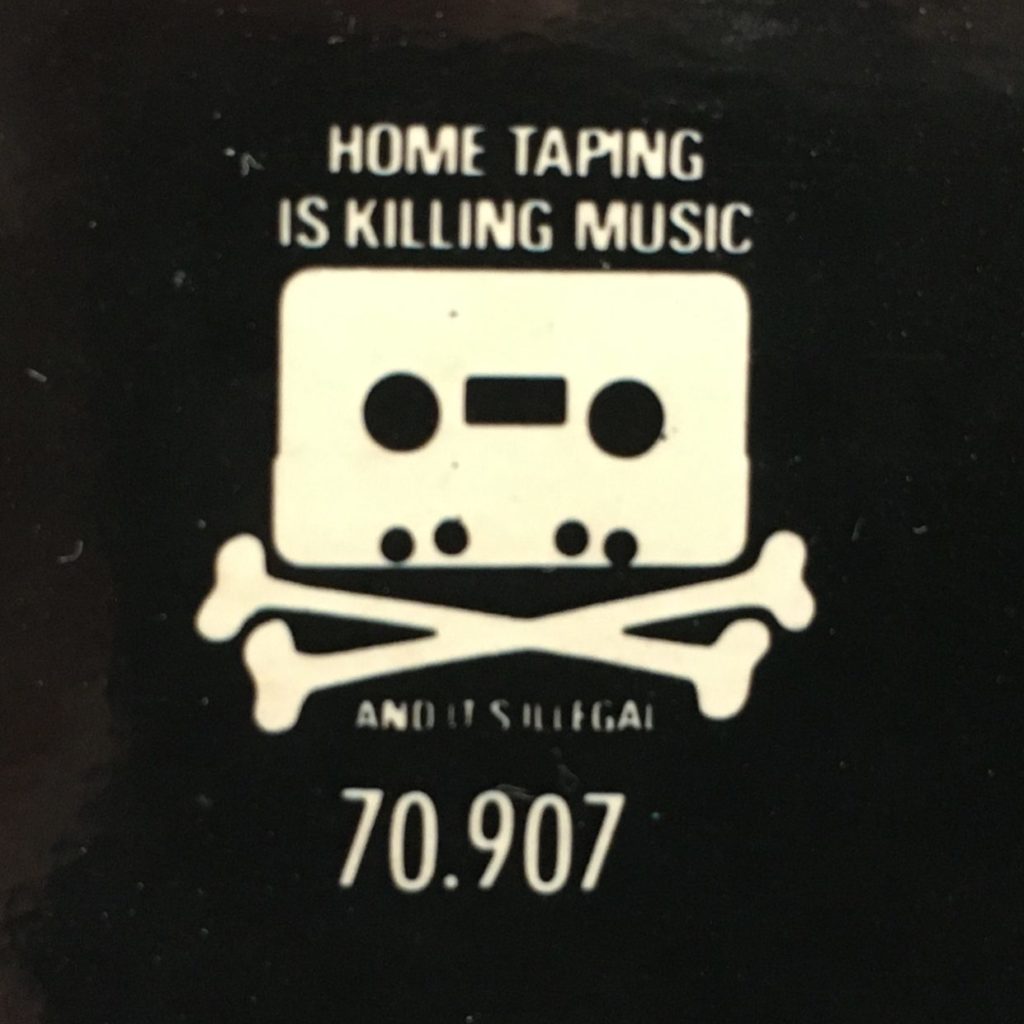 HOME TAPING
IS KILLING MUSIC
AND IT'S ILLEGAL
70.907